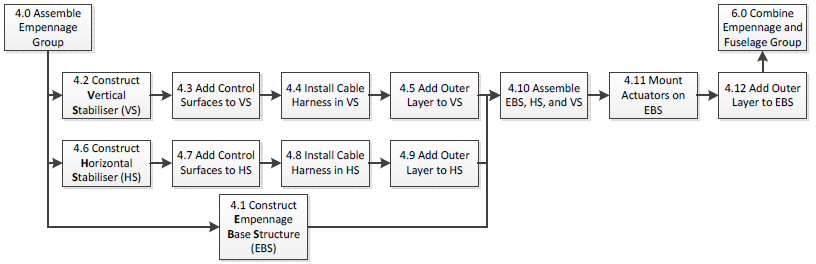 4.0 Assemble
Empennage
Group
6.0 Combine
Empennage and
Fuselage Group
4.2 Construct
Vertical
Stabiliser (VS)
4.3 Add Control
Surfaces to VS
4.4 Install Cable
Harness in VS
4.5 Add Outer
Layer to VS
4.10 Assemble
EBS, HS, and VS
4.11 Mount
Actuators on
EBS
4.12 Add Outer
Layer to EBS
4.6 Construct
Horizontal
Stabiliser (HS)
4.7 Add Control
Surfaces to HS
4.8 Install Cable
Harness in HS
4.9 Add Outer
Layer to HS
4.1 Construct
Empennage
Base Structure
(EBS)